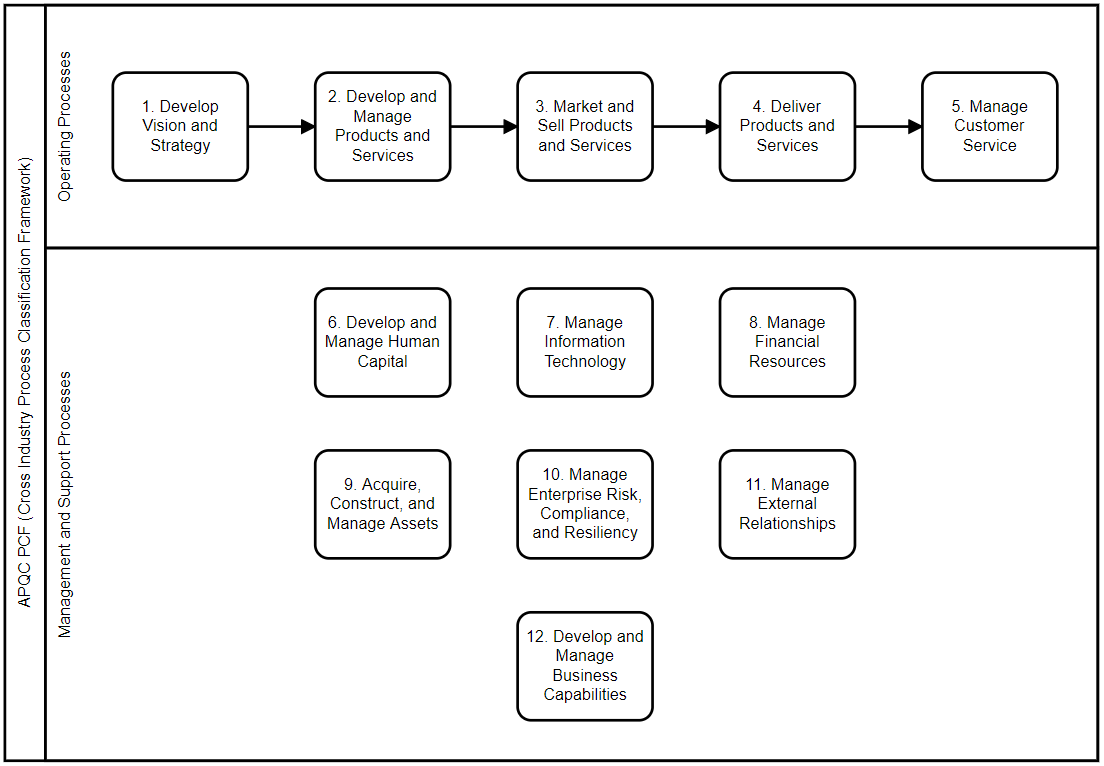 APQC PCF (Cross Industry Process Classification Framework)
Operating Processes
1. Develop
Vision and
Strategy
2. Develop and
Manage
Products and
Services
3. Market and
Sell Products
and Services
4. Deliver
Products and
Services
5. Manage
Customer
Service
Management and Support Processes
6. Develop and
Manage Human
Capital
7. Manage
Information
Technology
8. Manage
Financial
Resources
9. Acquire,
Construct, and
Manage Assets
10. Manage
Enterprise Risk,
Compliance,
and Resiliency
11. Manage
External
Relationships
12. Develop and
Manage
Business
Capabilities